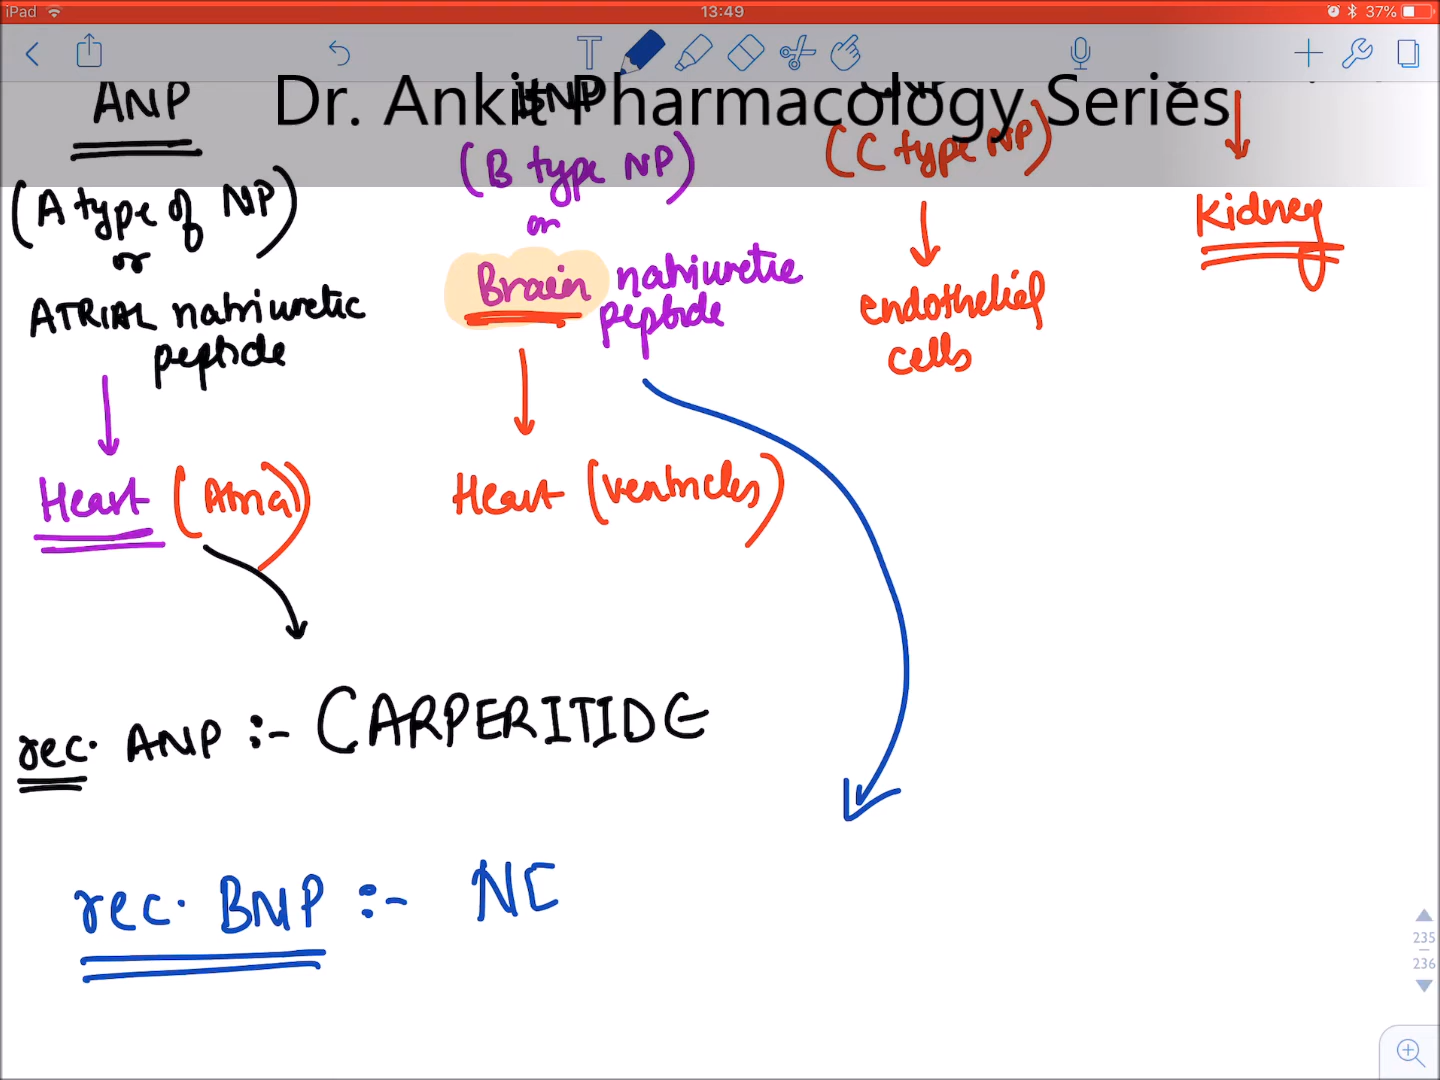 iPad 13:49 37%
T
Dr. Ankit Pharmacology Series
ANP
BNP
(A type of NP)
or
ATRIAL natriuretic
peptide
Heart (Atria)
(B type NP)
or
Brain natriuretic
peptide
Heart (ventricles)
(C type NP)
endothelial
cells
Kidney
rec. ANP :- CARPERITIDE
rec. BNP :- NE
235
236